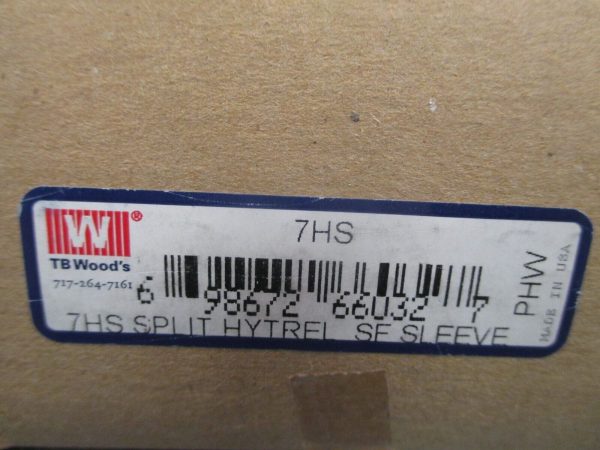 W®
TB Wood's
717-264-7161
7HS
6 98672 66032 7
7HS SPLIT HYTREL SF SLEEVE
PHW
MADE IN USA